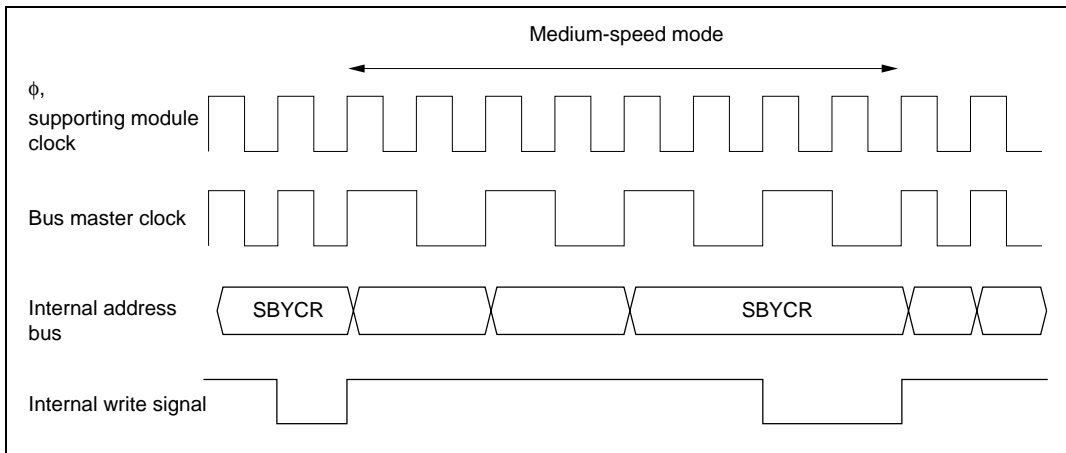 Medium-speed mode
ϕ,
supporting module
clock
Bus master clock
Internal address
bus
SBYCR
SBYCR
Internal write signal